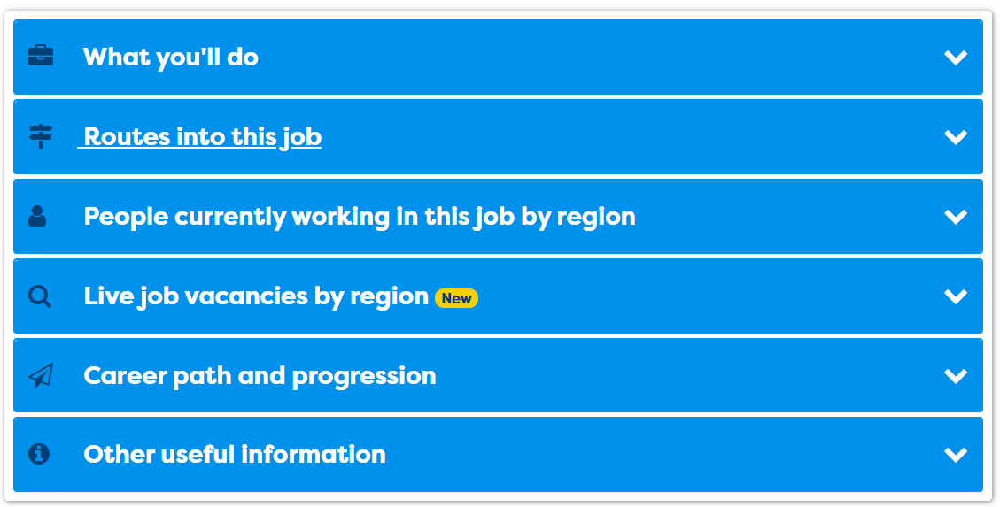 What you'll do
Routes into this job
People currently working in this job by region
Live job vacancies by region New
Career path and progression
Other useful information